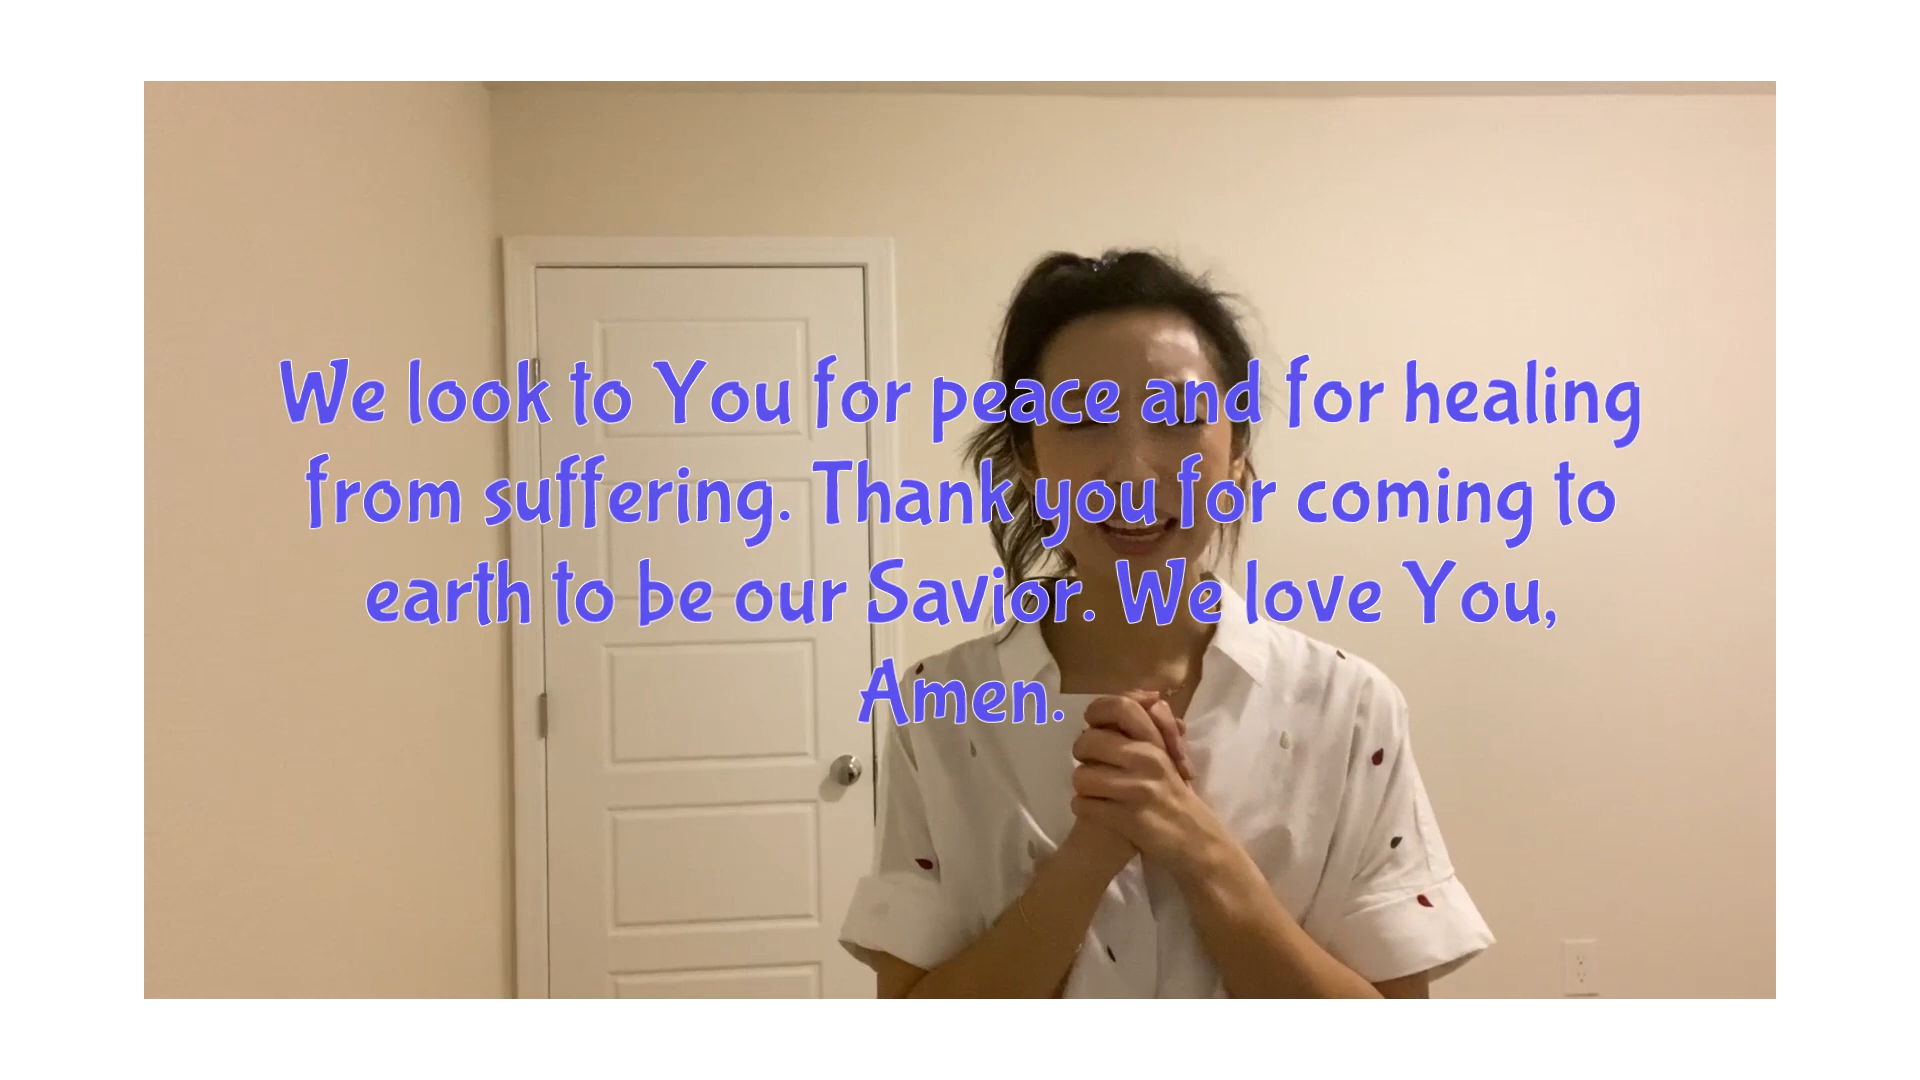 We look to You for peace and for healing
from suffering. Thank you for coming to
earth to be our Savior. We love You,
Amen.